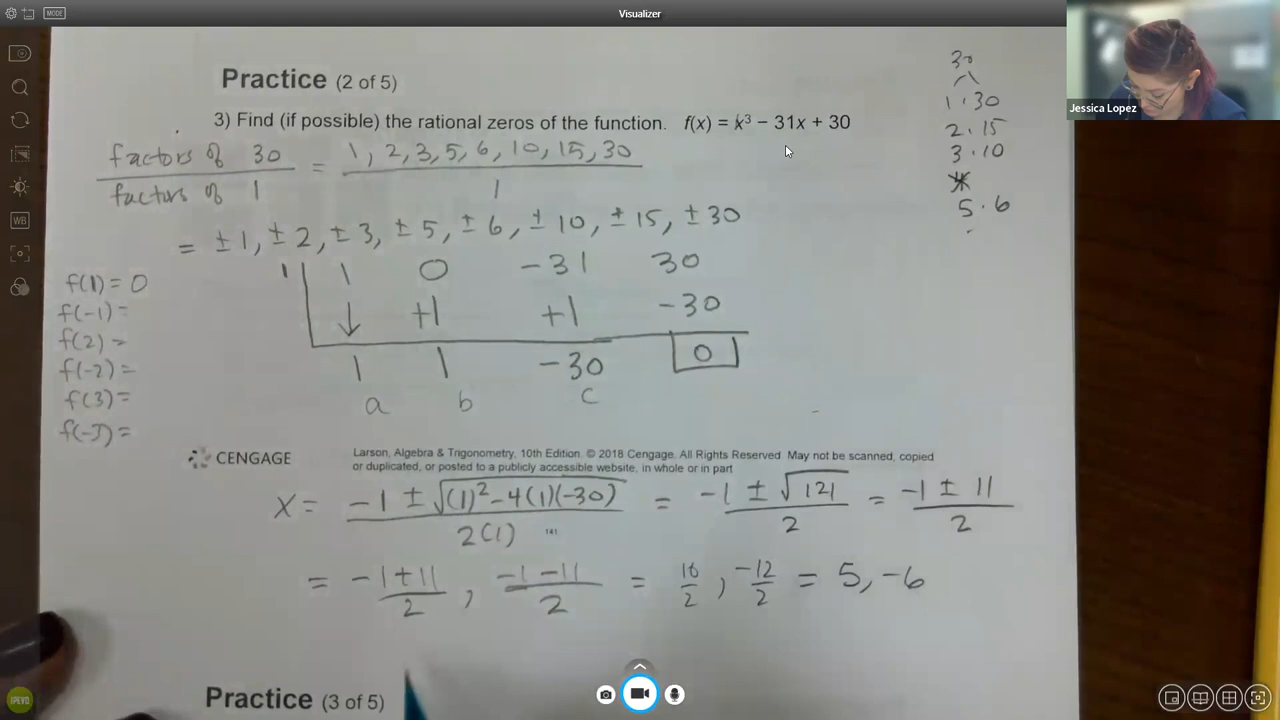 MODE
Visualizer
Jessica Lopez
WB
IPEVO
Practice (2 of 5)
3) Find (if possible) the rational zeros of the function. f(x) = x³ − 31x + 30
30
1·30
2·15
3·10
5·6
factors of 30 / factors of 1 = 1, 2, 3, 5, 6, 10, 15, 30 / 1
= ±1, ±2, ±3, ±5, ±6, ±10, ±15, ±30
f(1) = 0
f(-1) =
f(2) =
f(-2) =
f(3) =
f(-3) =
1 | 1 0 -31 30
↓ +1 +1 -30
1 1 -30 0
a b c
CENGAGE
Larson, Algebra & Trigonometry, 10th Edition. © 2018 Cengage. All Rights Reserved May not be scanned, copied
or duplicated, or posted to a publicly accessible website, in whole or in part
X = -1 ± √(1)²-4(1)(-30) / 2(1) = -1 ± √121 / 2 = -1 ± 11 / 2
= -1+11 / 2, -1-11 / 2 = 10/2, -12/2 = 5, -6
Practice (3 of 5)